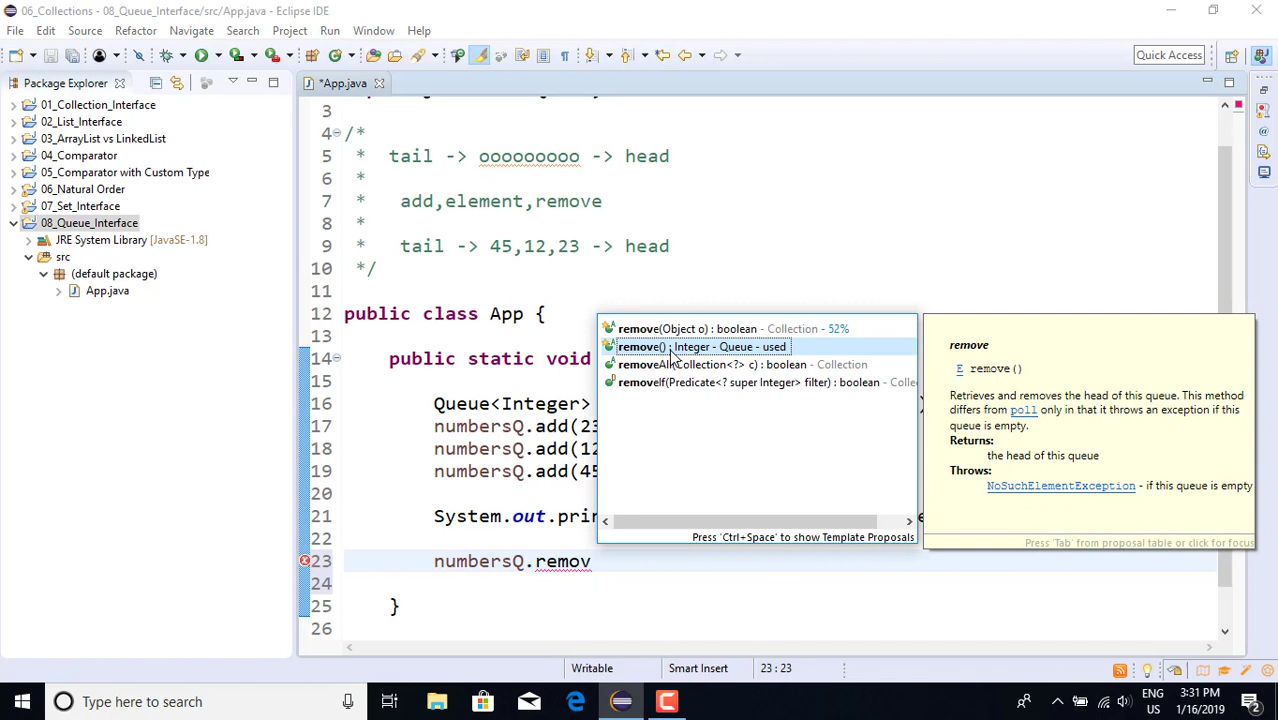 06_Collections - 08_Queue_Interface/src/App.java - Eclipse IDE
File Edit Source Refactor Navigate Search Project Run Window Help
Quick Access
Package Explorer
*App.java
01_Collection_Interface
02_List_Interface
03_ArrayList vs LinkedList
04_Comparator
05_Comparator with Custom Type
06_Natural Order
07_Set_Interface
08_Queue_Interface
JRE System Library [JavaSE-1.8]
src
(default package)
App.java
3
4 /*
5 * tail -> ooooooooo -> head
6 *
7 * add,element,remove
8 *
9 * tail -> 45,12,23 -> head
10 */
11
12 public class App {
13
14 public static void
15
16 Queue<Integer>
17 numbersQ.add(23
18 numbersQ.add(12
19 numbersQ.add(45
20
21 System.out.prin
22
23 numbersQ.remov
24
25 }
26
remove(Object o) : boolean - Collection - 52%
remove() : Integer - Queue - used
removeAll(Collection<?> c) : boolean - Collection
removeIf(Predicate<? super Integer> filter) : boolean - Colle
Press 'Ctrl+Space' to show Template Proposals
remove
E remove()
Retrieves and removes the head of this queue. This method
differs from poll only in that it throws an exception if this
queue is empty.
Returns:
the head of this queue
Throws:
NoSuchElementException - if this queue is empty
Press 'Tab' from proposal table or click for focus
Writable Smart Insert 23 : 23
Type here to search
ENG
US
3:31 PM
1/16/2019
2